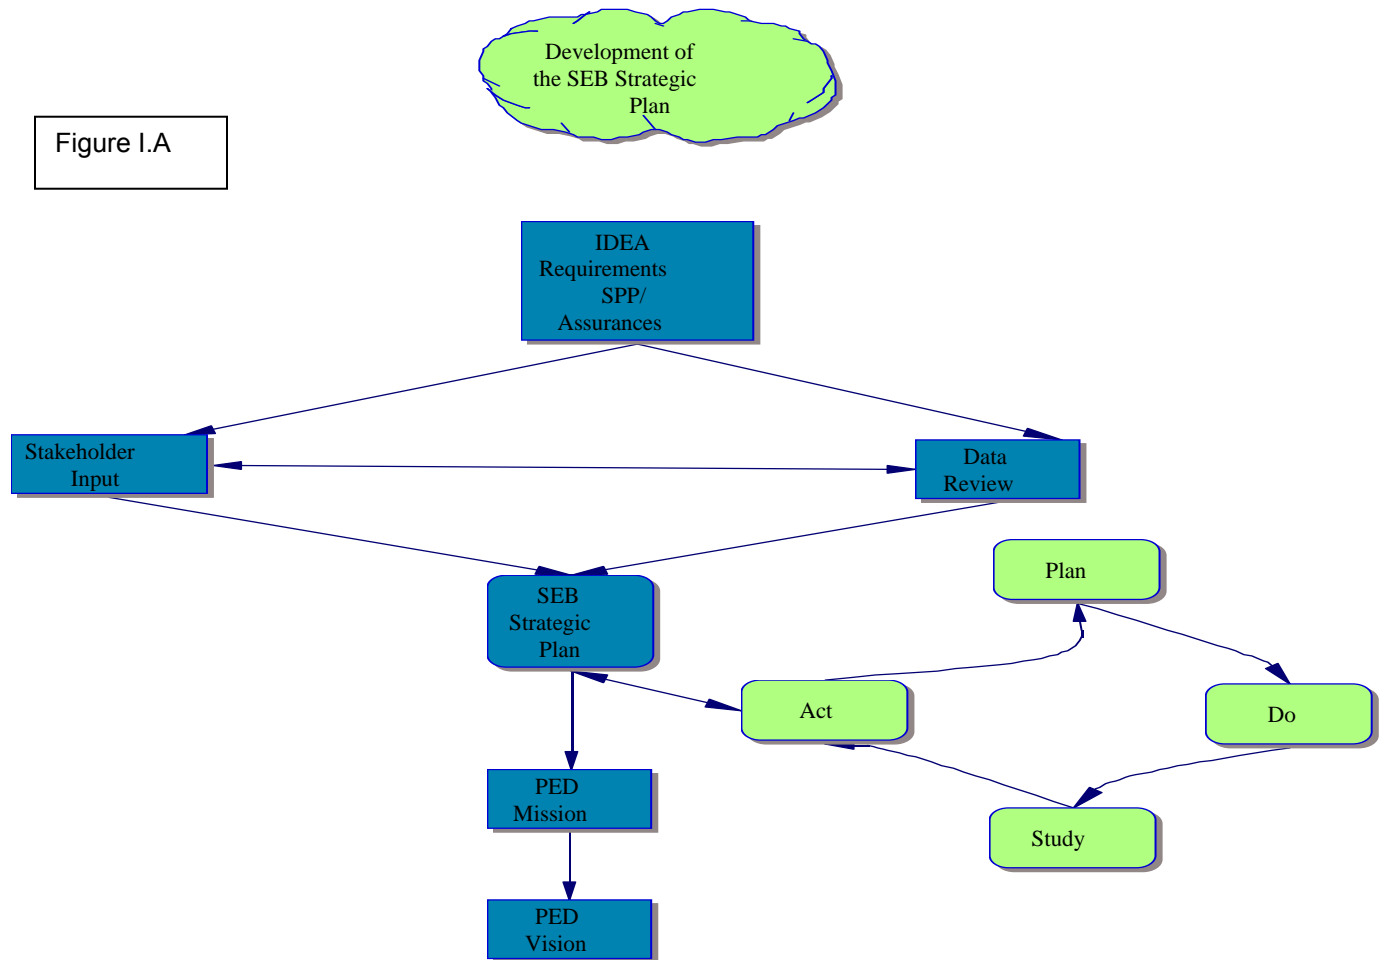 Development of
the SEB Strategic
Plan
Figure I.A
IDEA
Requirements
SPP/
Assurances
Stakeholder
Input
Data
Review
SEB
Strategic
Plan
Plan
Act
Do
PED
Mission
Study
PED
Vision